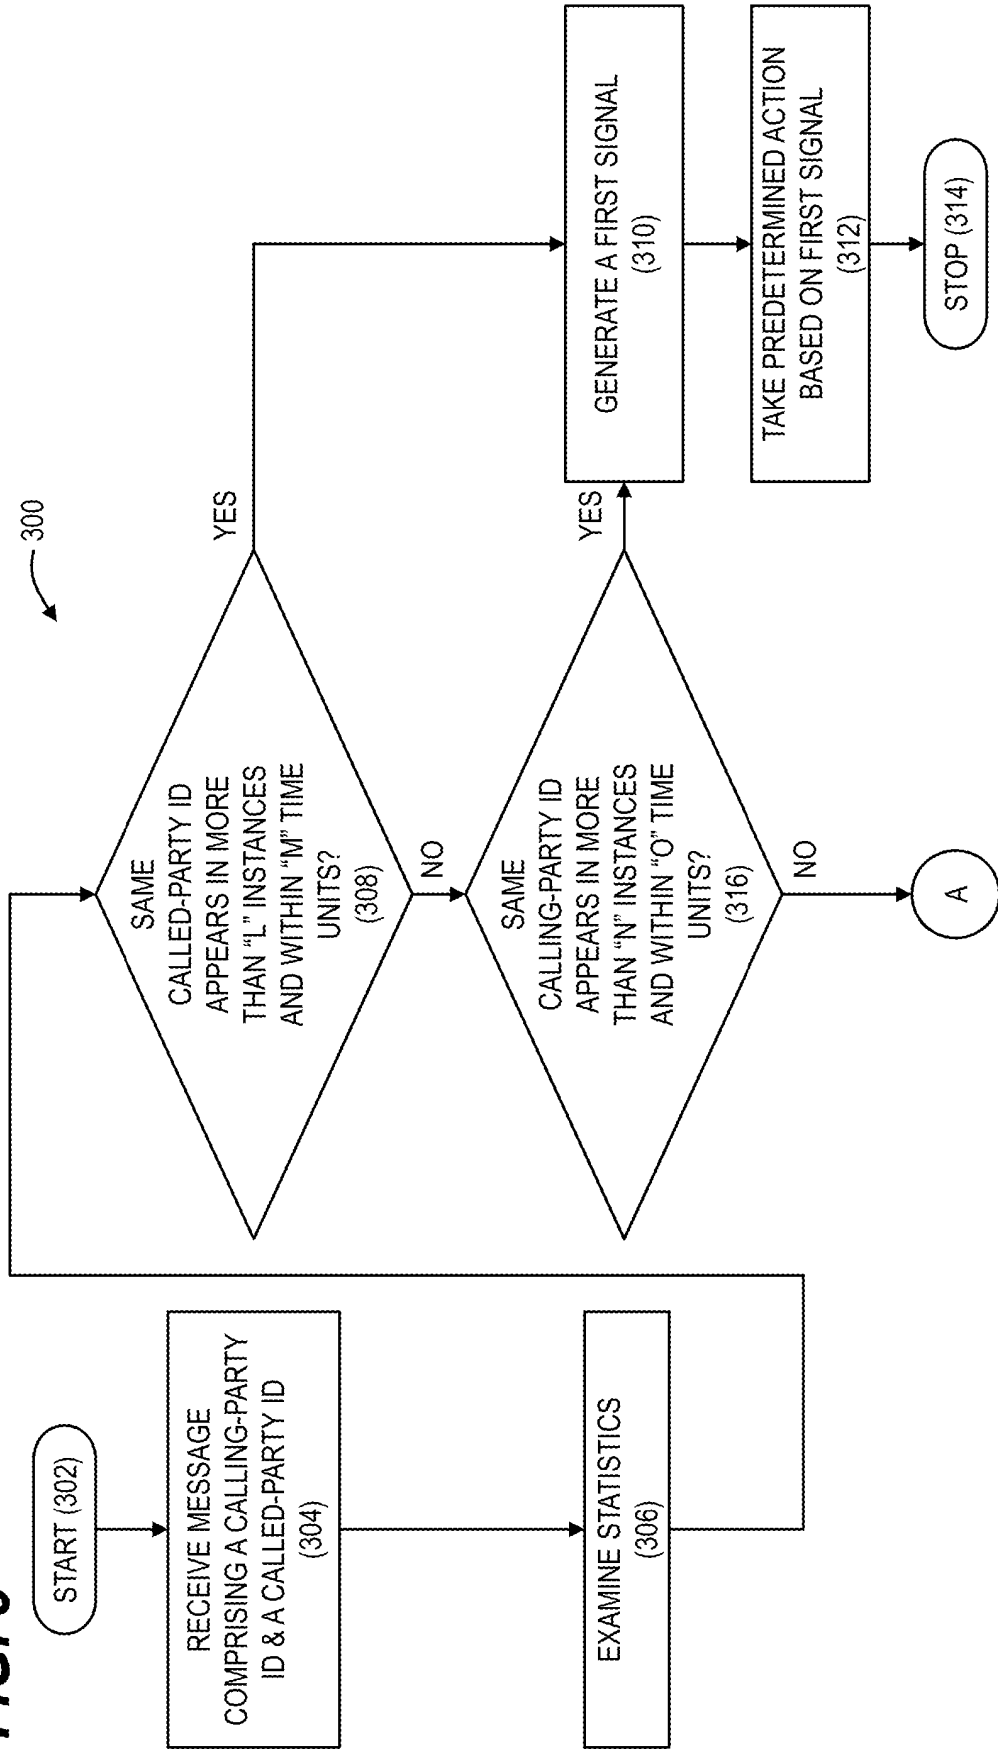 300
START (302)
RECEIVE MESSAGE
COMPRISING A CALLING-PARTY
ID & A CALLED-PARTY ID
(304)
EXAMINE STATISTICS
(306)
SAME
CALLED-PARTY ID
APPEARS IN MORE
THAN "L" INSTANCES
AND WITHIN "M" TIME
UNITS?
(308)
YES
NO
SAME
CALLING-PARTY ID
APPEARS IN MORE
THAN "N" INSTANCES
AND WITHIN "O" TIME
UNITS?
(316)
YES
NO
A
GENERATE A FIRST SIGNAL
(310)
TAKE PREDETERMINED ACTION
BASED ON FIRST SIGNAL
(312)
STOP (314)